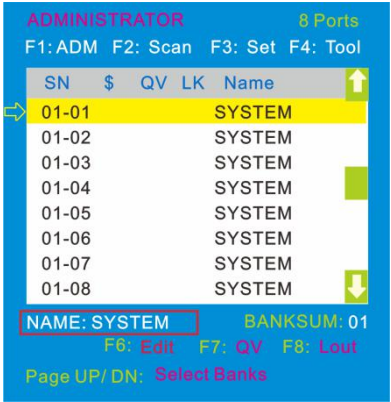 ADMINISTRATOR 8 Ports
F1: ADM F2: Scan F3: Set F4: Tool
SN $ QV LK Name
01-01 SYSTEM
01-02 SYSTEM
01-03 SYSTEM
01-04 SYSTEM
01-05 SYSTEM
01-06 SYSTEM
01-07 SYSTEM
01-08 SYSTEM
NAME: SYSTEM BANKSUM: 01
F6: Edit F7: QV F8: Lout
Page UP/ DN: Select Banks